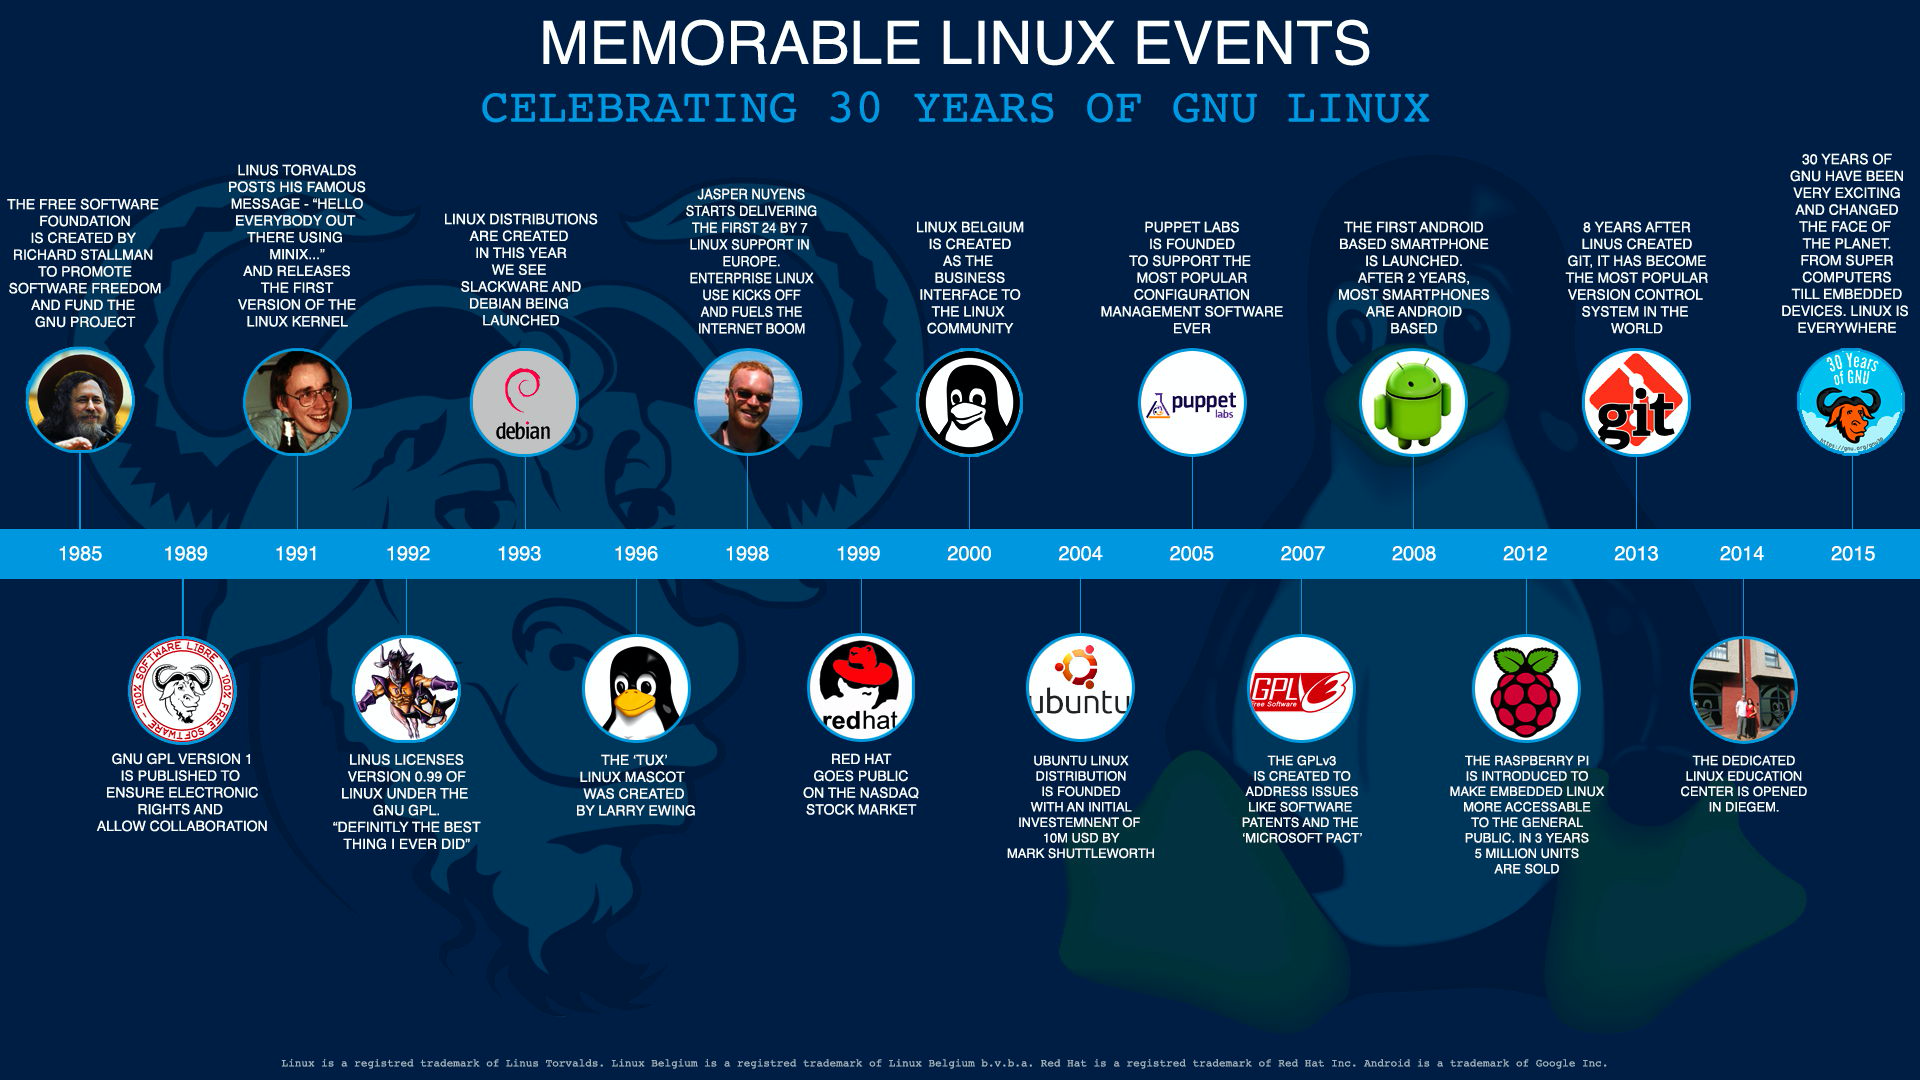 MEMORABLE LINUX EVENTS
CELEBRATING 30 YEARS OF GNU LINUX
THE FREE SOFTWARE
FOUNDATION
IS CREATED BY
RICHARD STALLMAN
TO PROMOTE
SOFTWARE FREEDOM
AND FUND THE
GNU PROJECT
LINUS TORVALDS
POSTS HIS FAMOUS
MESSAGE - “HELLO
EVERYBODY OUT
THERE USING
MINIX...”
AND RELEASES
THE FIRST
VERSION OF THE
LINUX KERNEL
LINUX DISTRIBUTIONS
ARE CREATED
IN THIS YEAR
WE SEE
SLACKWARE AND
DEBIAN BEING
LAUNCHED
debian
JASPER NUYENS
STARTS DELIVERING
THE FIRST 24 BY 7
LINUX SUPPORT IN
EUROPE.
ENTERPRISE LINUX
USE KICKS OFF
AND FUELS THE
INTERNET BOOM
LINUX BELGIUM
IS CREATED
AS THE
BUSINESS
INTERFACE TO
THE LINUX
COMMUNITY
PUPPET LABS
IS FOUNDED
TO SUPPORT THE
MOST POPULAR
CONFIGURATION
MANAGEMENT SOFTWARE
EVER
puppet
labs
THE FIRST ANDROID
BASED SMARTPHONE
IS LAUNCHED.
AFTER 2 YEARS,
MOST SMARTPHONES
ARE ANDROID
BASED
8 YEARS AFTER
LINUS CREATED
GIT, IT HAS BECOME
THE MOST POPULAR
VERSION CONTROL
SYSTEM IN THE
WORLD
git
30 YEARS OF
GNU HAVE BEEN
VERY EXCITING
AND CHANGED
THE FACE OF
THE PLANET.
FROM SUPER
COMPUTERS
TILL EMBEDDED
DEVICES. LINUX IS
EVERYWHERE
30 Years
of GNU
https://gnu.org/gnu30
1985 1989 1991 1992 1993 1996 1998 1999 2000 2004 2005 2007 2008 2012 2013 2014 2015
100% SOFTWARE LIBRE - 100% FREE SOFTWARE -
GNU GPL VERSION 1
IS PUBLISHED TO
ENSURE ELECTRONIC
RIGHTS AND
ALLOW COLLABORATION
LINUS LICENSES
VERSION 0.99 OF
LINUX UNDER THE
GNU GPL.
“DEFINITLY THE BEST
THING I EVER DID”
THE ‘TUX’
LINUX MASCOT
WAS CREATED
BY LARRY EWING
redhat
RED HAT
GOES PUBLIC
ON THE NASDAQ
STOCK MARKET
ubuntu
UBUNTU LINUX
DISTRIBUTION
IS FOUNDED
WITH AN INITIAL
INVESTEMNENT OF
10M USD BY
MARK SHUTTLEWORTH
GPLv3
Free Software
THE GPLv3
IS CREATED TO
ADDRESS ISSUES
LIKE SOFTWARE
PATENTS AND THE
‘MICROSOFT PACT’
THE RASPBERRY PI
IS INTRODUCED TO
MAKE EMBEDDED LINUX
MORE ACCESSABLE
TO THE GENERAL
PUBLIC. IN 3 YEARS
5 MILLION UNITS
ARE SOLD
THE DEDICATED
LINUX EDUCATION
CENTER IS OPENED
IN DIEGEM.
Linux is a registred trademark of Linus Torvalds. Linux Belgium is a registred trademark of Linux Belgium b.v.b.a. Red Hat is a registred trademark of Red Hat Inc. Android is a trademark of Google Inc.